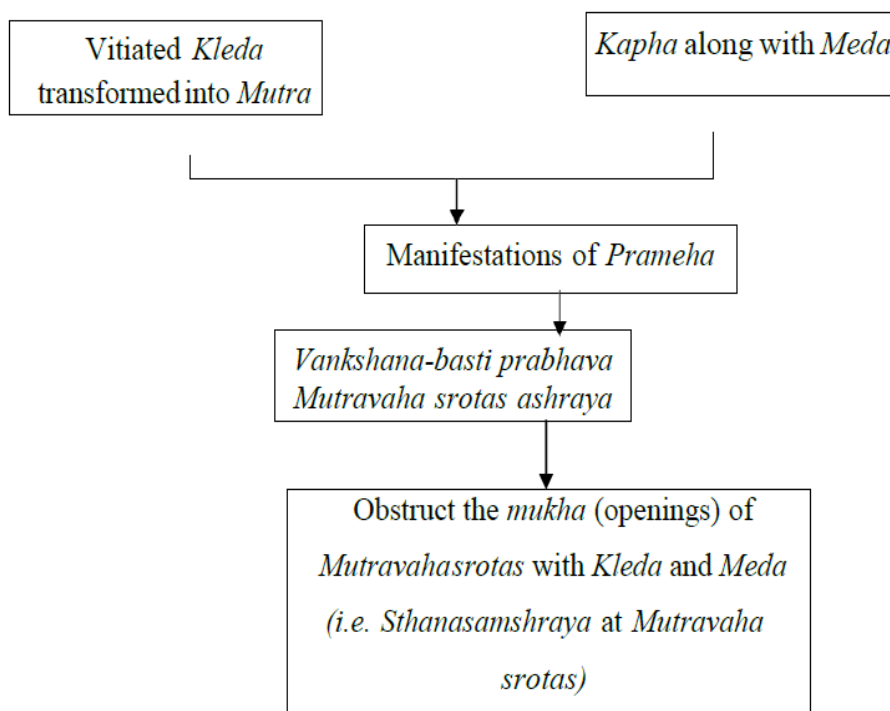 Vitiated Kleda
transformed into Mutra
Kapha along with Meda
Manifestations of Prameha
Vankshana-basti prabhava
Mutravaha srotas ashraya
Obstruct the mukha (openings) of
Mutravahasrotas with Kleda and Meda
(i.e. Sthanasamshraya at Mutravaha
srotas)